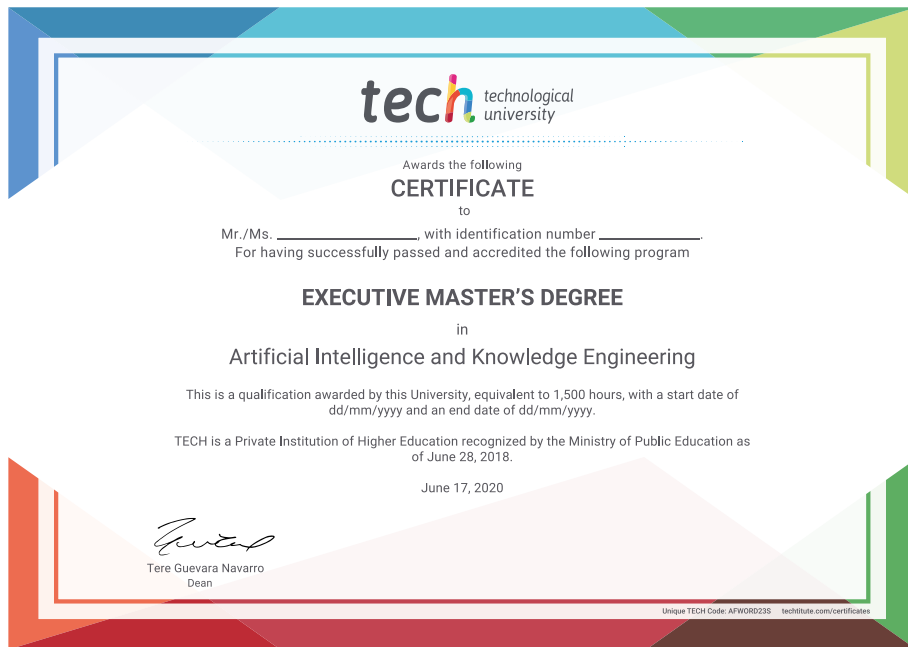 tech technological
university
Awards the following
CERTIFICATE
to
Mr./Ms. ____________________, with identification number ______________.
For having successfully passed and accredited the following program
EXECUTIVE MASTER'S DEGREE
in
Artificial Intelligence and Knowledge Engineering
This is a qualification awarded by this University, equivalent to 1,500 hours, with a start date of
dd/mm/yyyy and an end date of dd/mm/yyyy.
TECH is a Private Institution of Higher Education recognized by the Ministry of Public Education as
of June 28, 2018.
June 17, 2020
Tere Guevara Navarro
Dean
Unique TECH Code: AFWORD23S techtitute.com/certificates